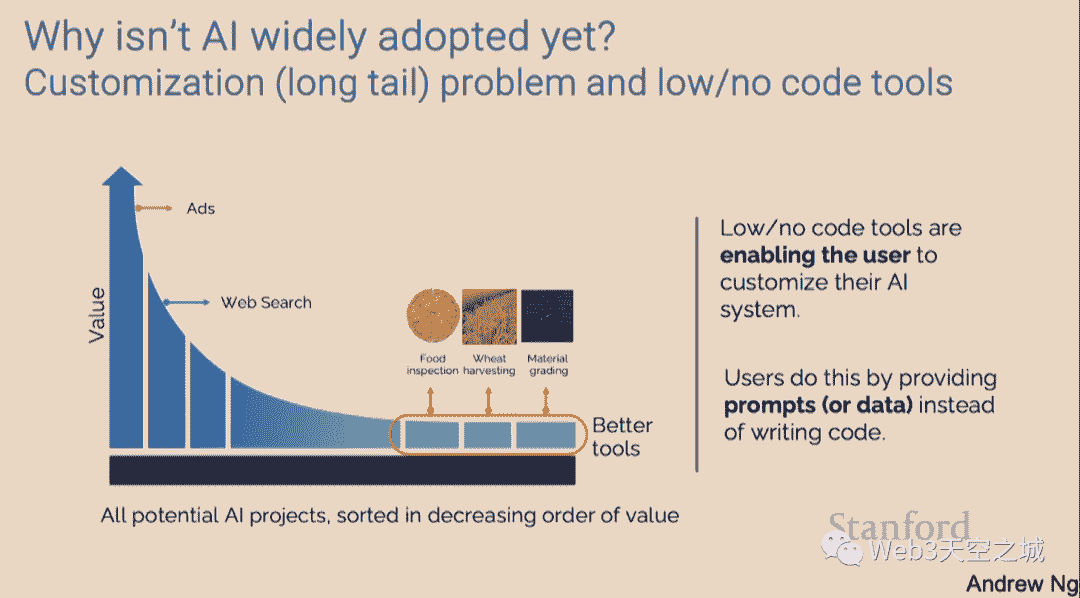 Why isn't AI widely adopted yet?
Customization (long tail) problem and low/no code tools
Ads
Web Search
Value
Food
inspection
Wheat
harvesting
Material
grading
Better
tools
All potential AI projects, sorted in decreasing order of value
Low/no code tools are
enabling the user to
customize their AI
system.
Users do this by providing
prompts (or data) instead
of writing code.
Stanford
Web3天空之城
Andrew Ng